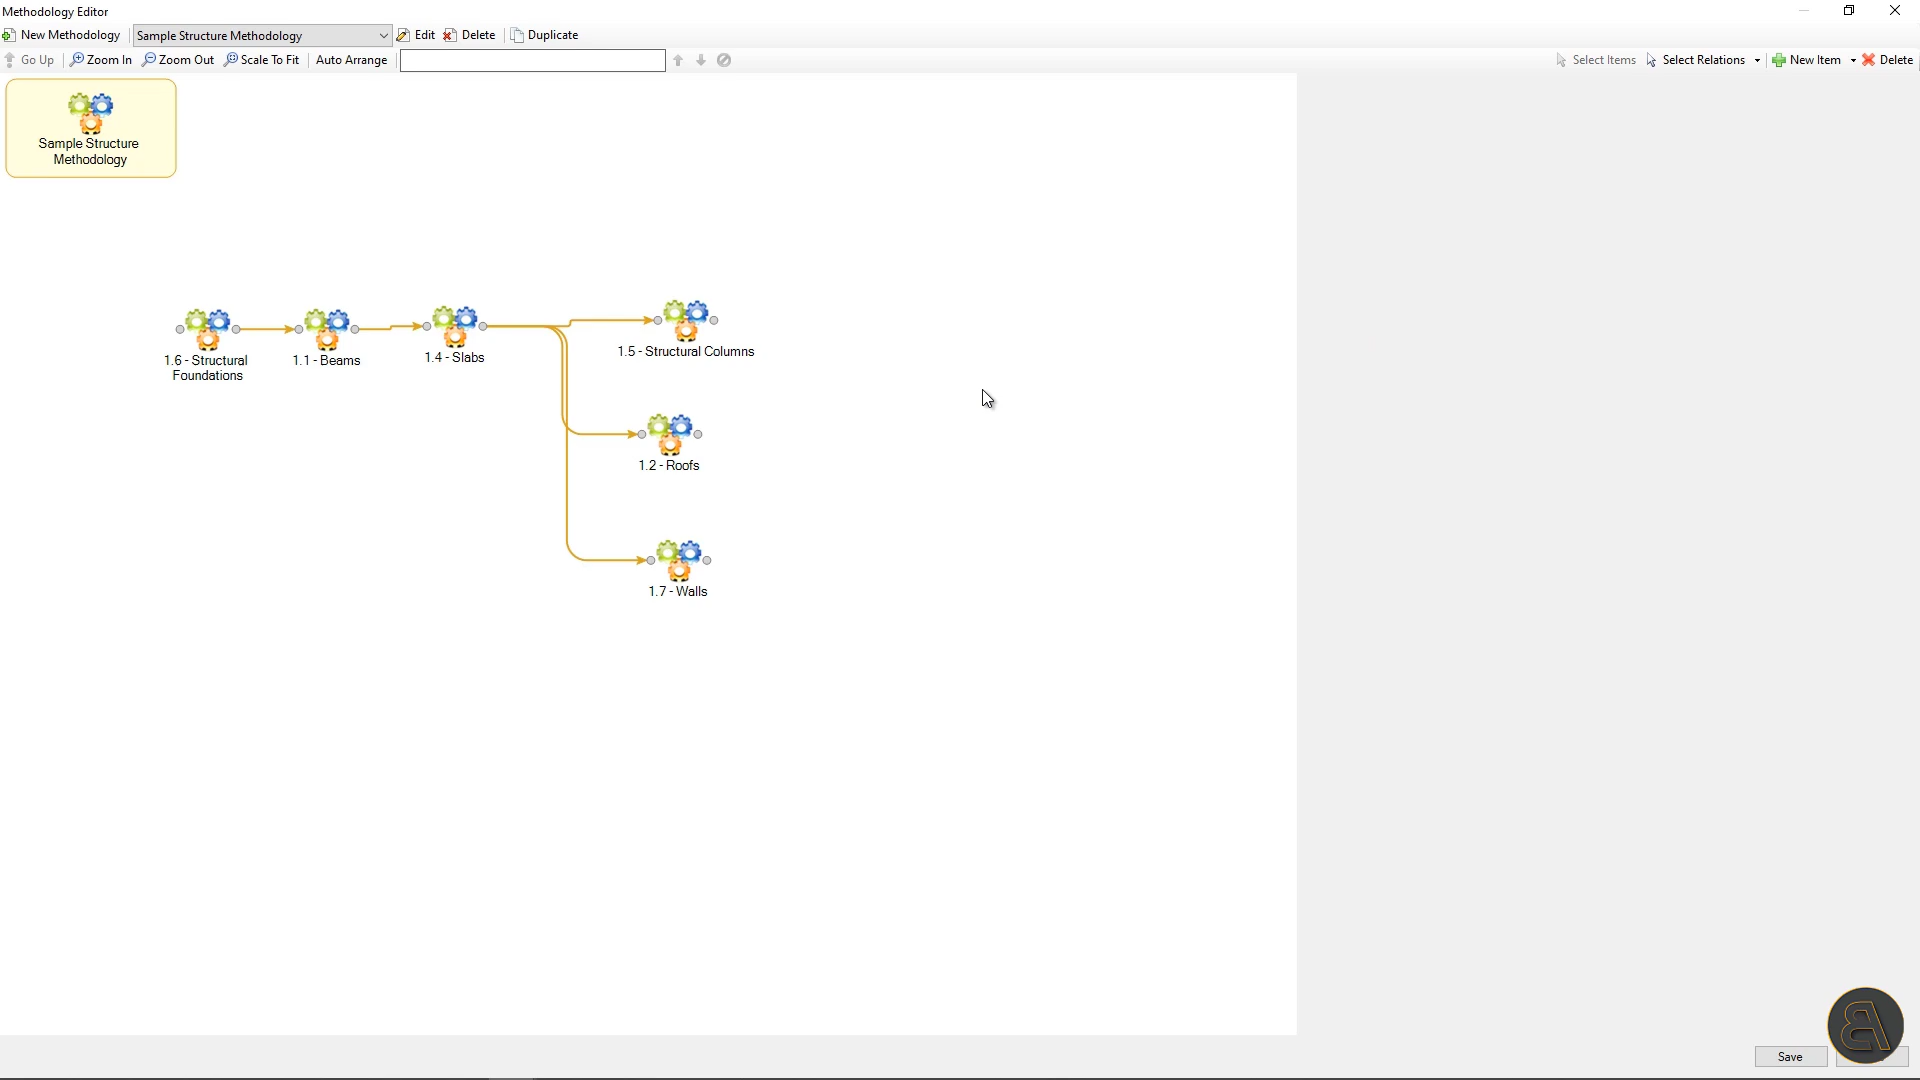 Methodology Editor
New Methodology Sample Structure Methodology Edit Delete Duplicate
Go Up Zoom In Zoom Out Scale To Fit Auto Arrange Select Items Select Relations New Item Delete
Sample Structure
Methodology
1.6 - Structural
Foundations
1.1 - Beams
1.4 - Slabs
1.5 - Structural Columns
1.2 - Roofs
1.7 - Walls
Save